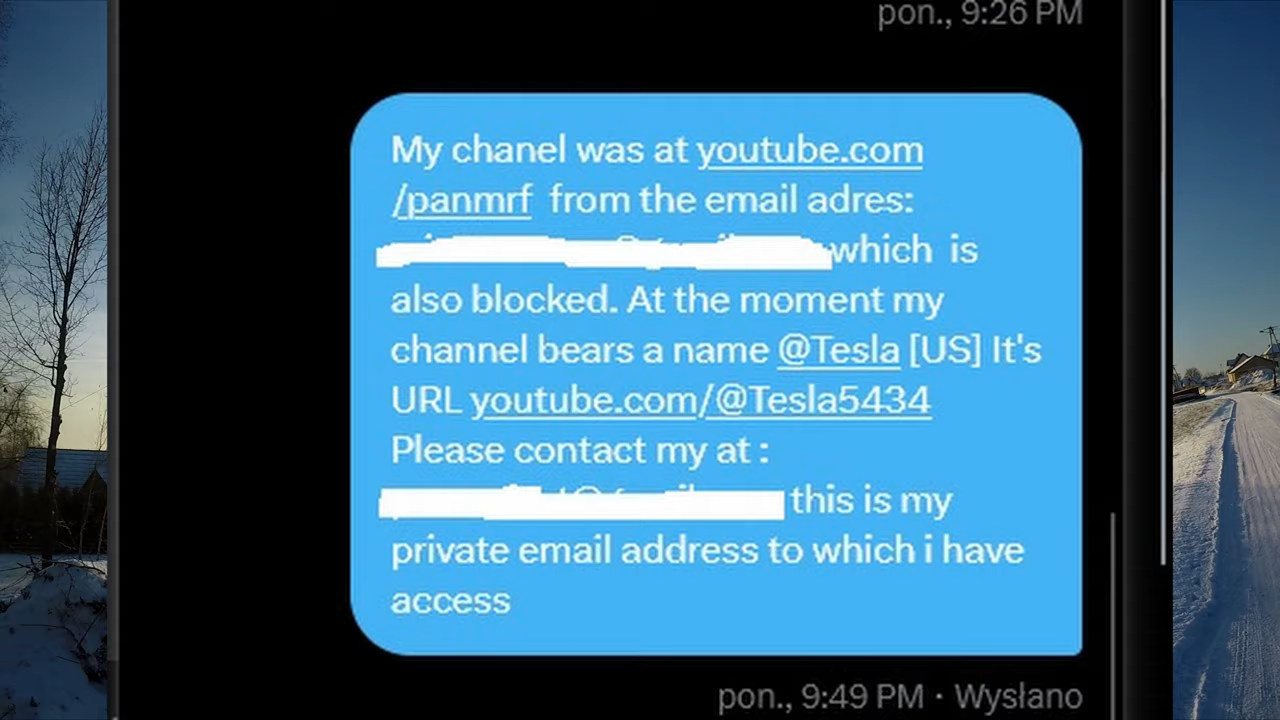 pon., 9:26 PM
My chanel was at youtube.com
/panmrf from the email adres:
which is
also blocked. At the moment my
channel bears a name @Tesla [US] It's
URL youtube.com/@Tesla5434
Please contact my at :
this is my
private email address to which i have
access
pon., 9:49 PM · Wysłano